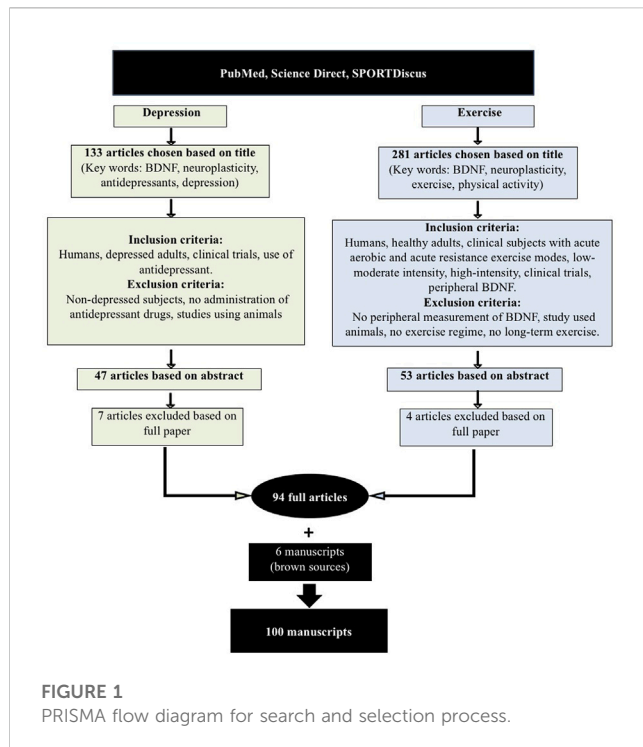 PubMed, Science Direct, SPORTDiscus
Depression
133 articles chosen based on title
(Key words: BDNF, neuroplasticity,
antidepressants, depression)
Inclusion criteria:
Humans, depressed adults, clinical trials, use of
antidepressant.
Exclusion criteria:
Non-depressed subjects, no administration of
antidepressant drugs, studies using animals
47 articles based on abstract
7 articles excluded based on
full paper
Exercise
281 articles chosen based on title
(Key words: BDNF, neuroplasticity,
exercise, physical activity)
Inclusion criteria:
Humans, healthy adults, clinical subjects with acute
aerobic and acute resistance exercise modes, low-
moderate intensity, high-intensity, clinical trials,
peripheral BDNF.
Exclusion criteria:
No peripheral measurement of BDNF, study used
animals, no exercise regime, no long-term exercise.
53 articles based on abstract
4 articles excluded based on
full paper
94 full articles
+
6 manuscripts
(brown sources)
100 manuscripts
FIGURE 1
PRISMA flow diagram for search and selection process.